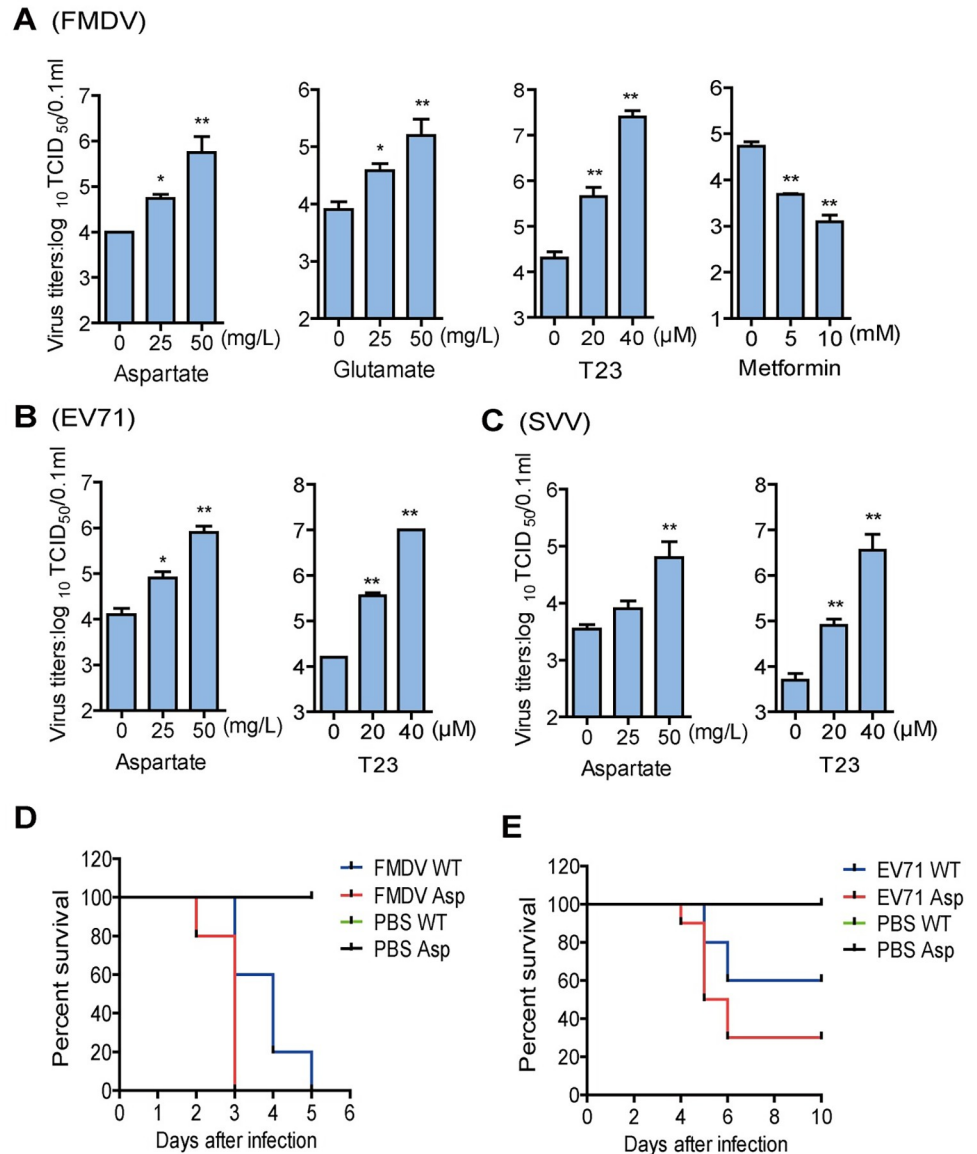 A (FMDV)
Virus titers:log 10 TCID 50/0.1ml
7
6
5
4
3
2
0 25 50 (mg/L)
Aspartate
* **
6
5
4
3
2
0 25 50 (mg/L)
Glutamate
* **
8
7
6
5
4
3
0 20 40 (μM)
T23
** **
6
5
4
3
2
1
0 5 10 (mM)
Metformin
** **
B (EV71)
Virus titers:log 10 TCID50/0.1ml
7
6
5
4
3
2
0 25 50 (mg/L)
Aspartate
* **
8
7
6
5
4
3
0 20 40 (μM)
T23
** **
C (SVV)
Virus titers:log 10 TCID 50/0.1ml
6
5
4
3
2
0 25 50 (mg/L)
Aspartate
**
8
7
6
5
4
3
0 20 40 (μM)
T23
** **
D
Percent survival
120
100
80
60
40
20
0
0 1 2 3 4 5 6
Days after infection
FMDV WT
FMDV Asp
PBS WT
PBS Asp
E
Percent survival
120
100
80
60
40
20
0
0 2 4 6 8 10
Days after infection
EV71 WT
EV71 Asp
PBS WT
PBS Asp